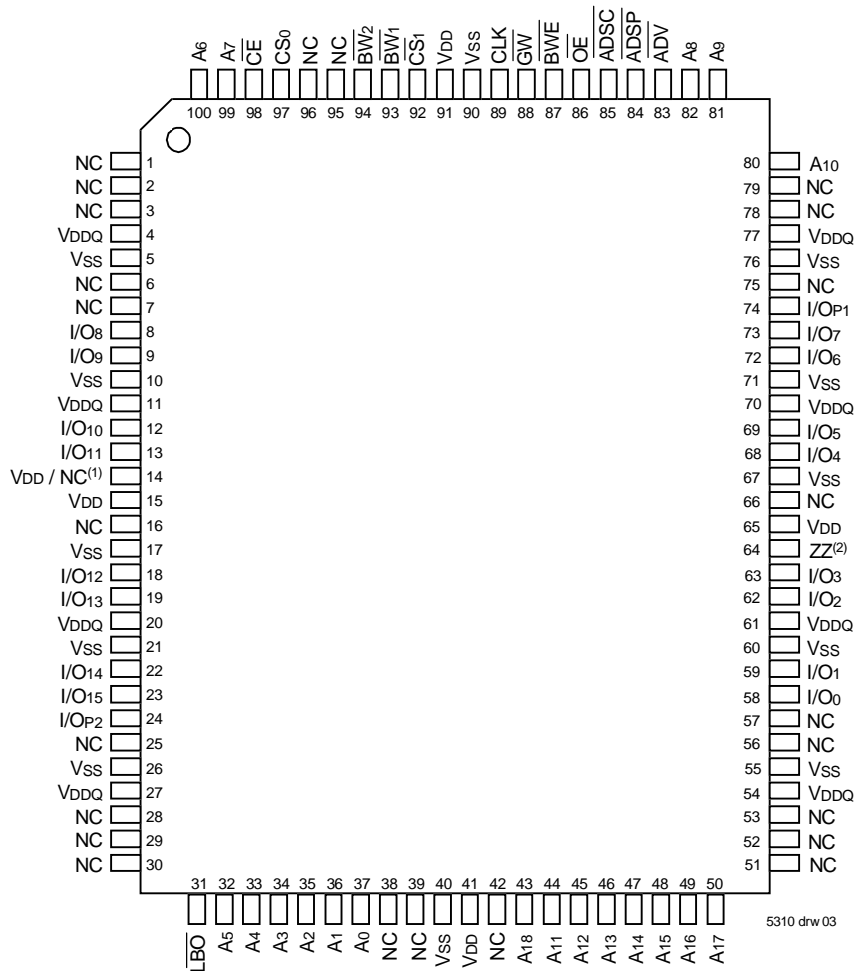 A6 A7 CE CS0 NC NC BW2 BW1 CS1 VDD VSS CLK GW BWE OE ADSC ADSP ADV A8 A9
100 99 98 97 96 95 94 93 92 91 90 89 88 87 86 85 84 83 82 81
NC 1 80 A10
NC 2 79 NC
NC 3 78 NC
VDDQ 4 77 VDDQ
VSS 5 76 VSS
NC 6 75 NC
NC 7 74 I/OP1
I/O8 8 73 I/O7
I/O9 9 72 I/O6
VSS 10 71 VSS
VDDQ 11 70 VDDQ
I/O10 12 69 I/O5
I/O11 13 68 I/O4
VDD / NC(1) 14 67 VSS
VDD 15 66 NC
NC 16 65 VDD
VSS 17 64 ZZ(2)
I/O12 18 63 I/O3
I/O13 19 62 I/O2
VDDQ 20 61 VDDQ
VSS 21 60 VSS
I/O14 22 59 I/O1
I/O15 23 58 I/O0
I/OP2 24 57 NC
NC 25 56 NC
VSS 26 55 VSS
VDDQ 27 54 VDDQ
NC 28 53 NC
NC 29 52 NC
NC 30 51 NC
31 32 33 34 35 36 37 38 39 40 41 42 43 44 45 46 47 48 49 50
LBO A5 A4 A3 A2 A1 A0 NC NC VSS VDD NC A18 A11 A12 A13 A14 A15 A16 A17
5310 drw 03